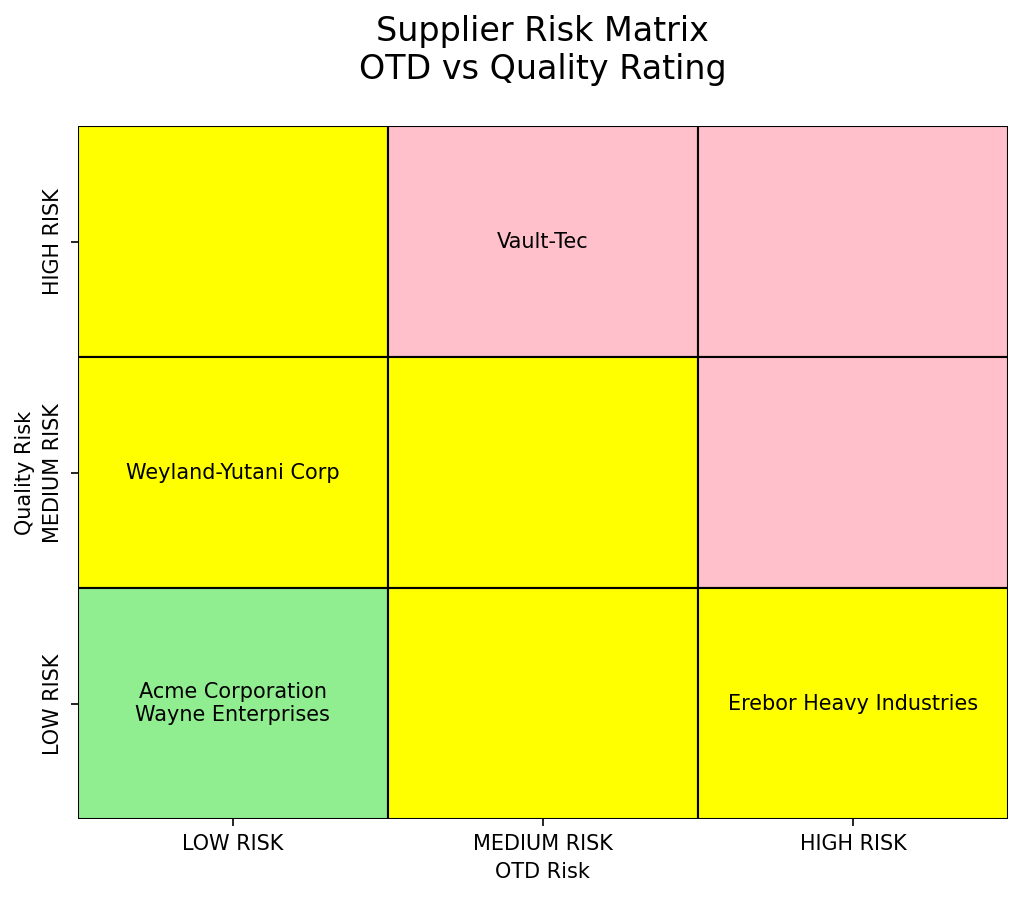 Supplier Risk Matrix
OTD vs Quality Rating
HIGH RISK
Vault-Tec
Quality Risk
MEDIUM RISK
Weyland-Yutani Corp
LOW RISK
Acme Corporation
Wayne Enterprises
Erebor Heavy Industries
LOW RISK
MEDIUM RISK
HIGH RISK
OTD Risk